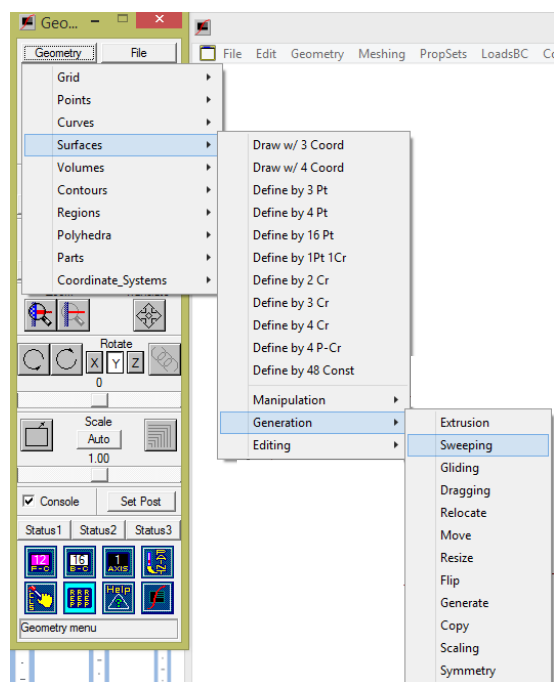 Geo...
Geometry File
File Edit Geometry Meshing PropSets LoadsBC
Grid
Points
Curves
Surfaces
Volumes
Contours
Regions
Polyhedra
Parts
Coordinate_Systems
Draw w/ 3 Coord
Draw w/ 4 Coord
Define by 3 Pt
Define by 4 Pt
Define by 16 Pt
Define by 1Pt 1Cr
Define by 2 Cr
Define by 3 Cr
Define by 4 Cr
Define by 4 P-Cr
Define by 48 Const
Manipulation
Generation
Editing
Extrusion
Sweeping
Gliding
Dragging
Relocate
Move
Resize
Flip
Generate
Copy
Scaling
Symmetry
Rotate
X Y Z
0
Scale
Auto
1.00
Console Set Post
Status1 Status2 Status3
12
F-C
16
B-C
1
AXIS
Help
Geometry menu